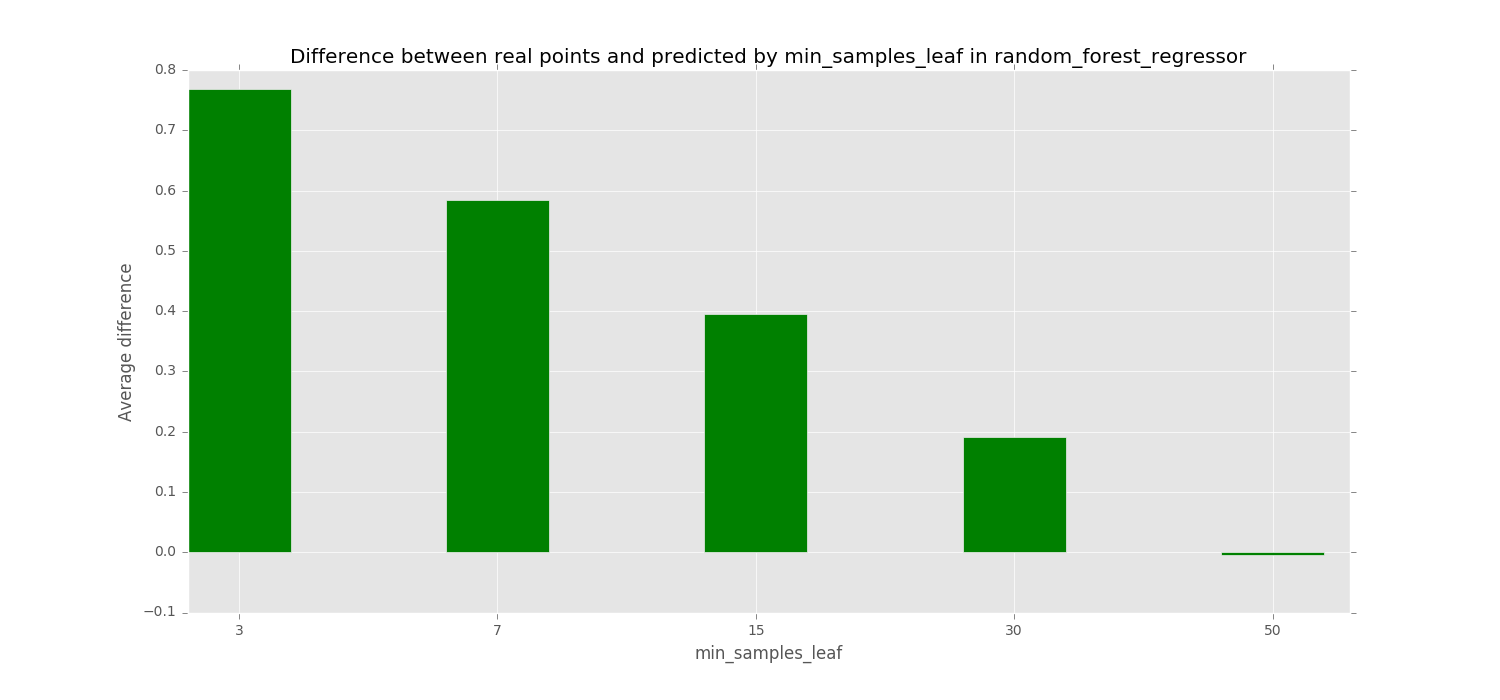 Difference between real points and predicted by min_samples_leaf in random_forest_regressor
0.8
0.7
0.6
0.5
0.4
0.3
0.2
0.1
0.0
−0.1
Average difference
3 7 15 30 50
min_samples_leaf